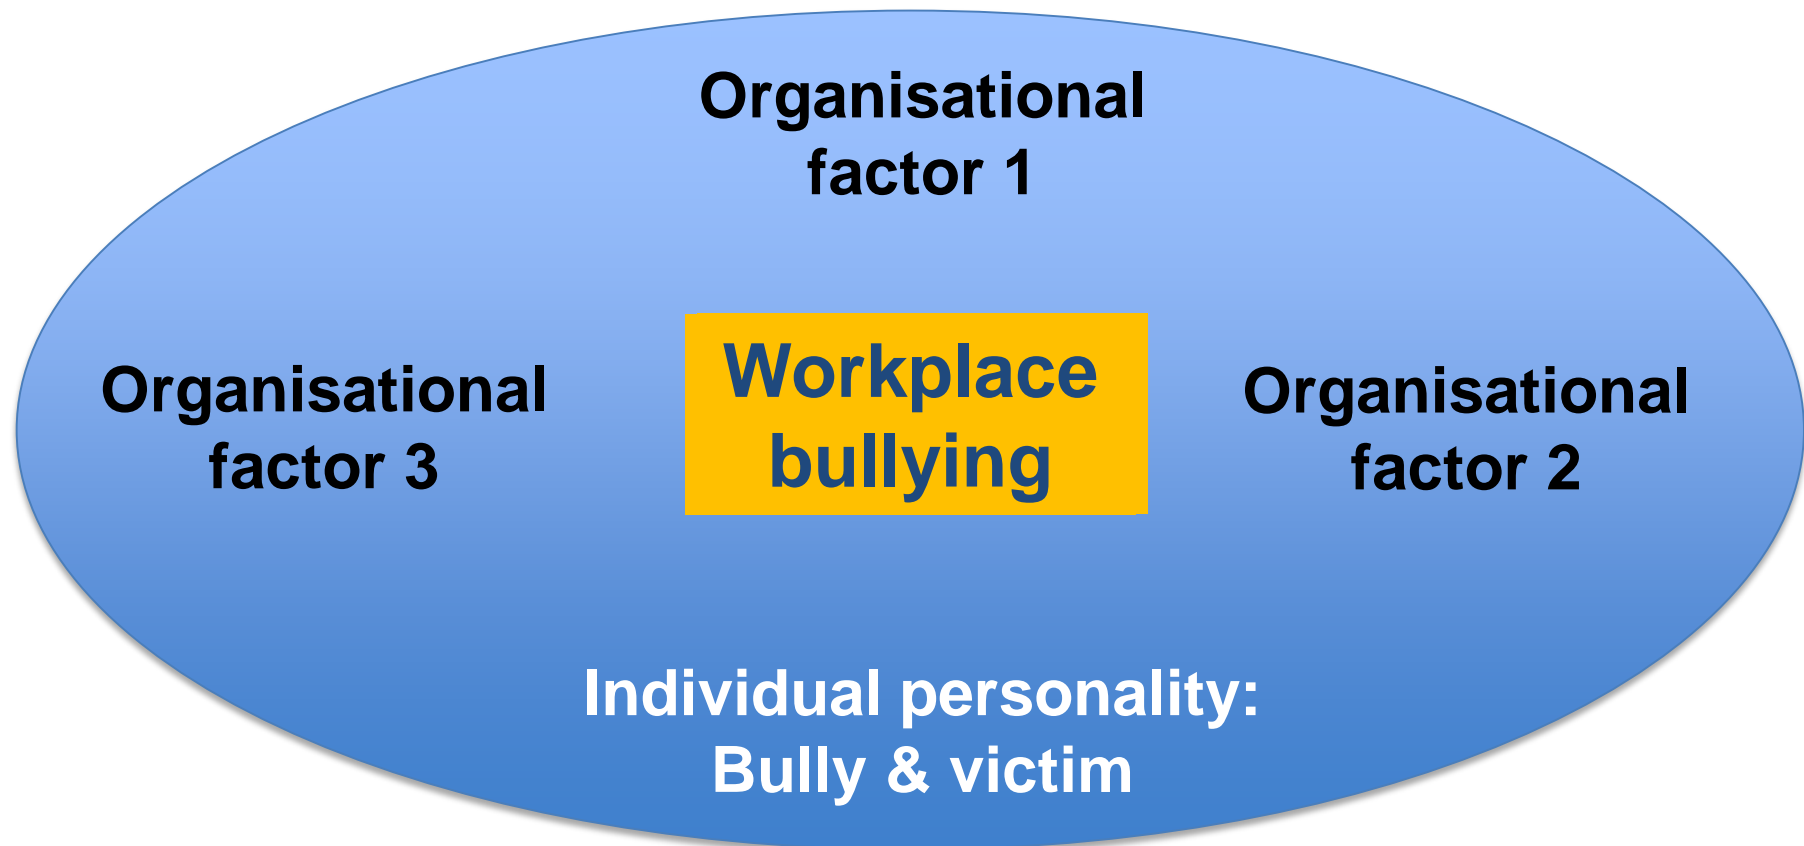 Organisational
factor 1
Organisational
factor 3
Workplace
bullying
Organisational
factor 2
Individual personality:
Bully & victim